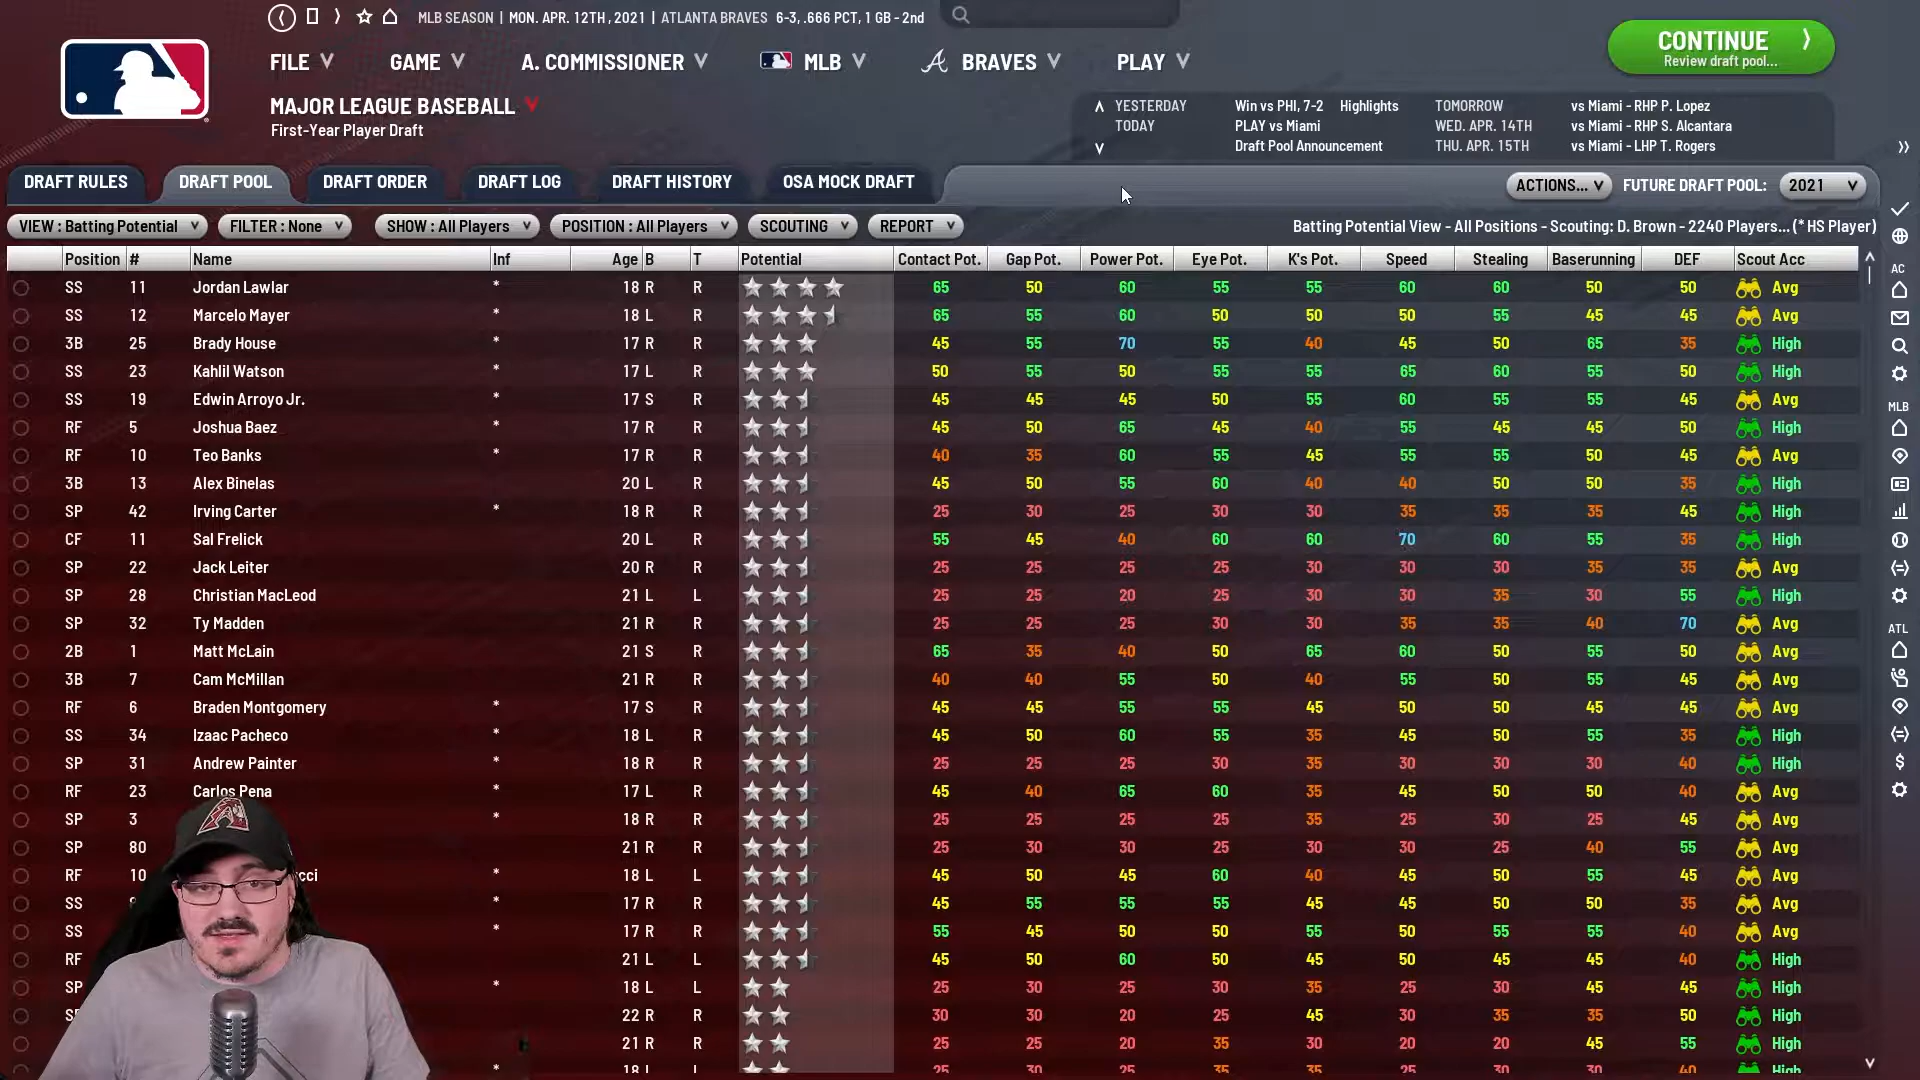 MLB SEASON | MON. APR. 12TH, 2021 | ATLANTA BRAVES 6-3, .666 PCT, 1 GB - 2nd
FILE GAME A. COMMISSIONER MLB BRAVES PLAY
CONTINUE
Review draft pool...
MAJOR LEAGUE BASEBALL
First-Year Player Draft
YESTERDAY Win vs PHI, 7-2 Highlights TOMORROW vs Miami - RHP P. Lopez
TODAY PLAY vs Miami WED. APR. 14TH vs Miami - RHP S. Alcantara
Draft Pool Announcement THU. APR. 15TH vs Miami - LHP T. Rogers
DRAFT RULES DRAFT POOL DRAFT ORDER DRAFT LOG DRAFT HISTORY OSA MOCK DRAFT ACTIONS... FUTURE DRAFT POOL: 2021
VIEW : Batting Potential FILTER : None SHOW : All Players POSITION : All Players SCOUTING REPORT Batting Potential View - All Positions - Scouting: D. Brown - 2240 Players... (* HS Player)
Position # Name Inf Age B T Potential Contact Pot. Gap Pot. Power Pot. Eye Pot. K's Pot. Speed Stealing Baserunning DEF Scout Acc
SS 11 Jordan Lawlar * 18 R R 65 50 60 55 55 60 60 50 50 Avg
SS 12 Marcelo Mayer * 18 L R 65 55 60 50 50 50 55 45 45 Avg
3B 25 Brady House * 17 R R 45 55 70 55 40 45 50 65 35 High
SS 23 Kahlil Watson * 17 L R 50 55 50 55 55 65 60 55 50 High
SS 19 Edwin Arroyo Jr. * 17 S R 45 45 45 50 55 60 55 55 45 Avg
RF 5 Joshua Baez * 17 R R 45 50 65 45 40 55 45 45 50 High
RF 10 Teo Banks * 17 R R 40 35 60 55 45 55 55 50 45 Avg
3B 13 Alex Binelas 20 L R 45 50 55 60 40 40 50 50 35 High
SP 42 Irving Carter * 18 R R 25 30 25 30 30 35 35 35 45 High
CF 11 Sal Frelick 20 L R 55 45 40 60 60 70 60 55 35 High
SP 22 Jack Leiter 20 R R 25 25 25 25 30 30 30 35 35 Avg
SP 28 Christian MacLeod 21 L L 25 25 20 25 30 30 35 30 55 High
SP 32 Ty Madden 21 R R 25 25 25 30 30 35 35 40 70 Avg
2B 1 Matt McLain 21 S R 65 35 40 50 65 60 50 55 50 Avg
3B 7 Cam McMillan 21 R R 40 40 55 50 40 55 50 55 45 Avg
RF 6 Braden Montgomery * 17 S R 45 45 55 55 45 50 50 45 45 Avg
SS 34 Izaac Pacheco * 18 L R 45 50 60 55 35 45 50 55 35 High
SP 31 Andrew Painter * 18 R R 25 25 25 30 35 30 30 30 40 High
RF 23 Carlos Pena * 17 L R 45 40 65 60 35 45 50 50 40 Avg
SP 3 * 18 R R 25 25 25 25 35 25 30 25 45 Avg
SP 80 21 R R 25 30 30 25 30 30 25 40 55 Avg
RF 10 cci * 18 L L 45 50 45 60 40 45 50 55 45 Avg
SS * 17 R R 45 55 55 55 45 45 50 50 35 Avg
SS * 17 R R 55 45 50 50 55 50 55 55 40 Avg
RF 21 L L 45 50 60 50 45 50 45 45 40 High
SP * 18 L L 25 30 25 30 35 25 30 45 45 High
22 R R 30 30 20 25 45 30 35 35 50 High
21 R R 25 25 20 35 30 20 20 45 55 High
* 18 L L 25 30 25 35 35 25 30 30 40 High
AC
MLB
ATL